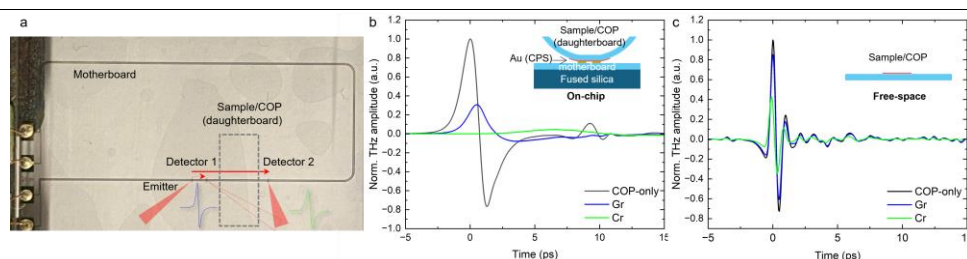 a
Motherboard
Sample/COP
(daughterboard)
Detector 1
Detector 2
Emitter
b
Norm. THz amplitude (a.u.)
1.2
1.0
0.8
0.6
0.4
0.2
0.0
−0.2
−0.4
−0.6
−0.8
−1.0
Sample/COP
(daughterboard)
Au (CPS)
motherboard
Fused silica
On-chip
COP-only
Gr
Cr
−5
0
5
10
15
Time (ps)
c
Norm. THz amplitude (a.u.)
1.2
1.0
0.8
0.6
0.4
0.2
0.0
−0.2
−0.4
−0.6
−0.8
Sample/COP
Free-space
COP-only
Gr
Cr
−5
0
5
10
15
Time (ps)